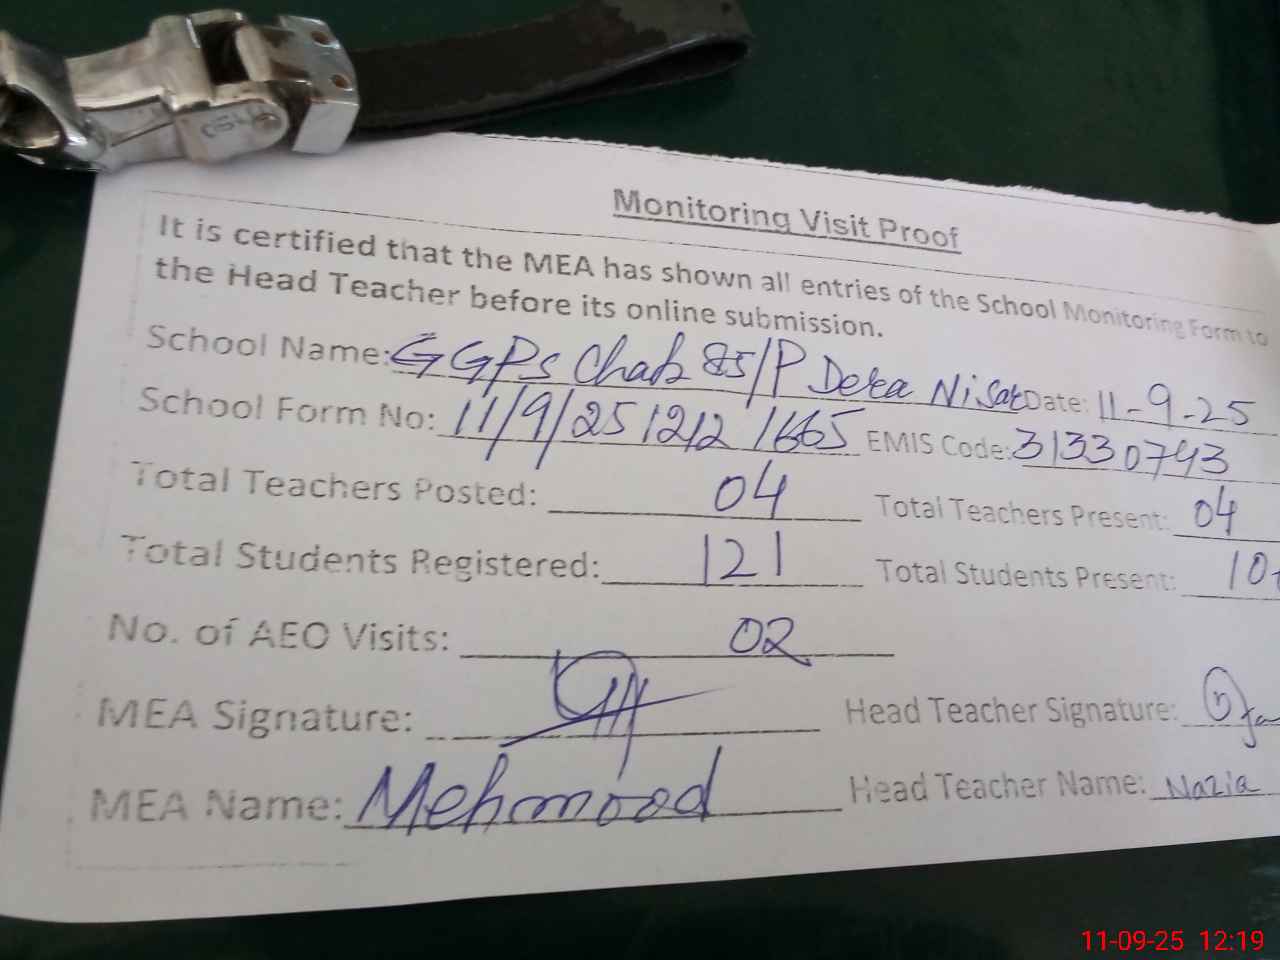 Monitoring Visit Proof
It is certified that the MEA has shown all entries of the School Monitoring Form to
the Head Teacher before its online submission.
School Name: GGPS Chak 85/P Dera Nisar Date: 11-9-25
School Form No: 11/9/25 1212 1665 EMIS Code: 31330743
Total Teachers Posted: 04 Total Teachers Present: 04
Total Students Registered: 121 Total Students Present: 10
No. of AEO Visits: 02
MEA Signature: Head Teacher Signature:
MEA Name: Mehmood Head Teacher Name: Nazia
11-09-25 12:19